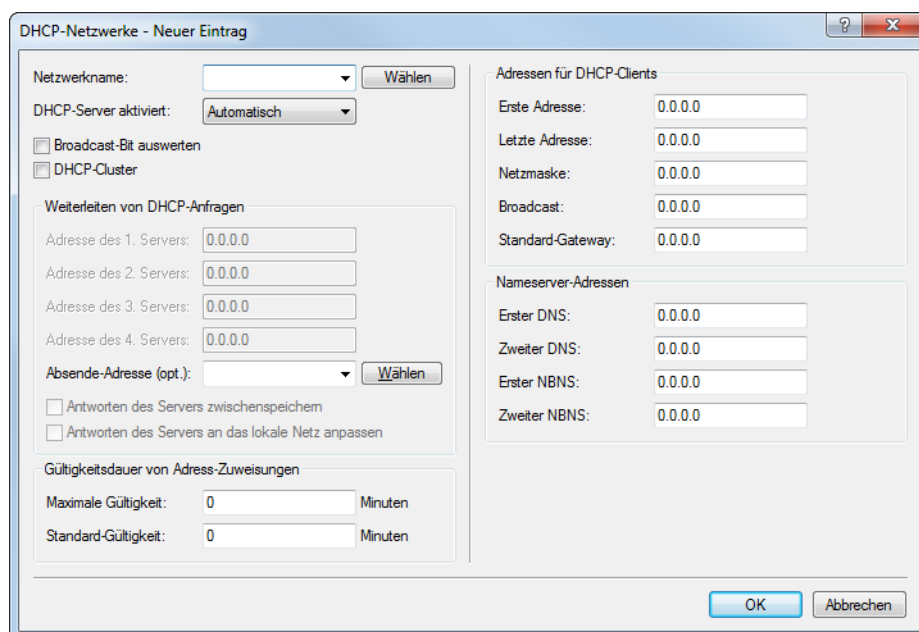 DHCP-Netzwerke - Neuer Eintrag
Netzwerkname: Wählen
DHCP-Server aktiviert: Automatisch
Broadcast-Bit auswerten
DHCP-Cluster
Weiterleiten von DHCP-Anfragen
Adresse des 1. Servers: 0.0.0.0
Adresse des 2. Servers: 0.0.0.0
Adresse des 3. Servers: 0.0.0.0
Adresse des 4. Servers: 0.0.0.0
Absende-Adresse (opt.): Wählen
Antworten des Servers zwischenspeichern
Antworten des Servers an das lokale Netz anpassen
Gültigkeitsdauer von Adress-Zuweisungen
Maximale Gültigkeit: 0 Minuten
Standard-Gültigkeit: 0 Minuten
Adressen für DHCP-Clients
Erste Adresse: 0.0.0.0
Letzte Adresse: 0.0.0.0
Netzmaske: 0.0.0.0
Broadcast: 0.0.0.0
Standard-Gateway: 0.0.0.0
Nameserver-Adressen
Erster DNS: 0.0.0.0
Zweiter DNS: 0.0.0.0
Erster NBNS: 0.0.0.0
Zweiter NBNS: 0.0.0.0
OK Abbrechen